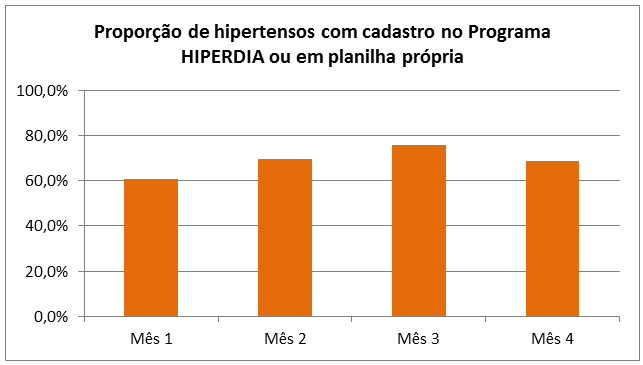 Proporção de hipertensos com cadastro no Programa
HIPERDIA ou em planilha própria
100,0%
80,0%
60,0%
40,0%
20,0%
0,0%
Mês 1
Mês 2
Mês 3
Mês 4